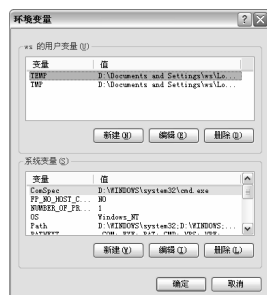 环境变量
ws 的用户变量(U)
变量 值
TEMP D:\Documents and Settings\ws\Lo...
TMP D:\Documents and Settings\ws\Lo...
新建(N) 编辑(E) 删除(D)
系统变量(S)
变量 值
ComSpec D:\WINDOWS\system32\cmd.exe
FP_NO_HOST_C... NO
NUMBER_OF_PR... 1
OS Windows_NT
Path D:\WINDOWS\system32;D:\WINDOWS;...
新建(W) 编辑(I) 删除(L)
确定 取消